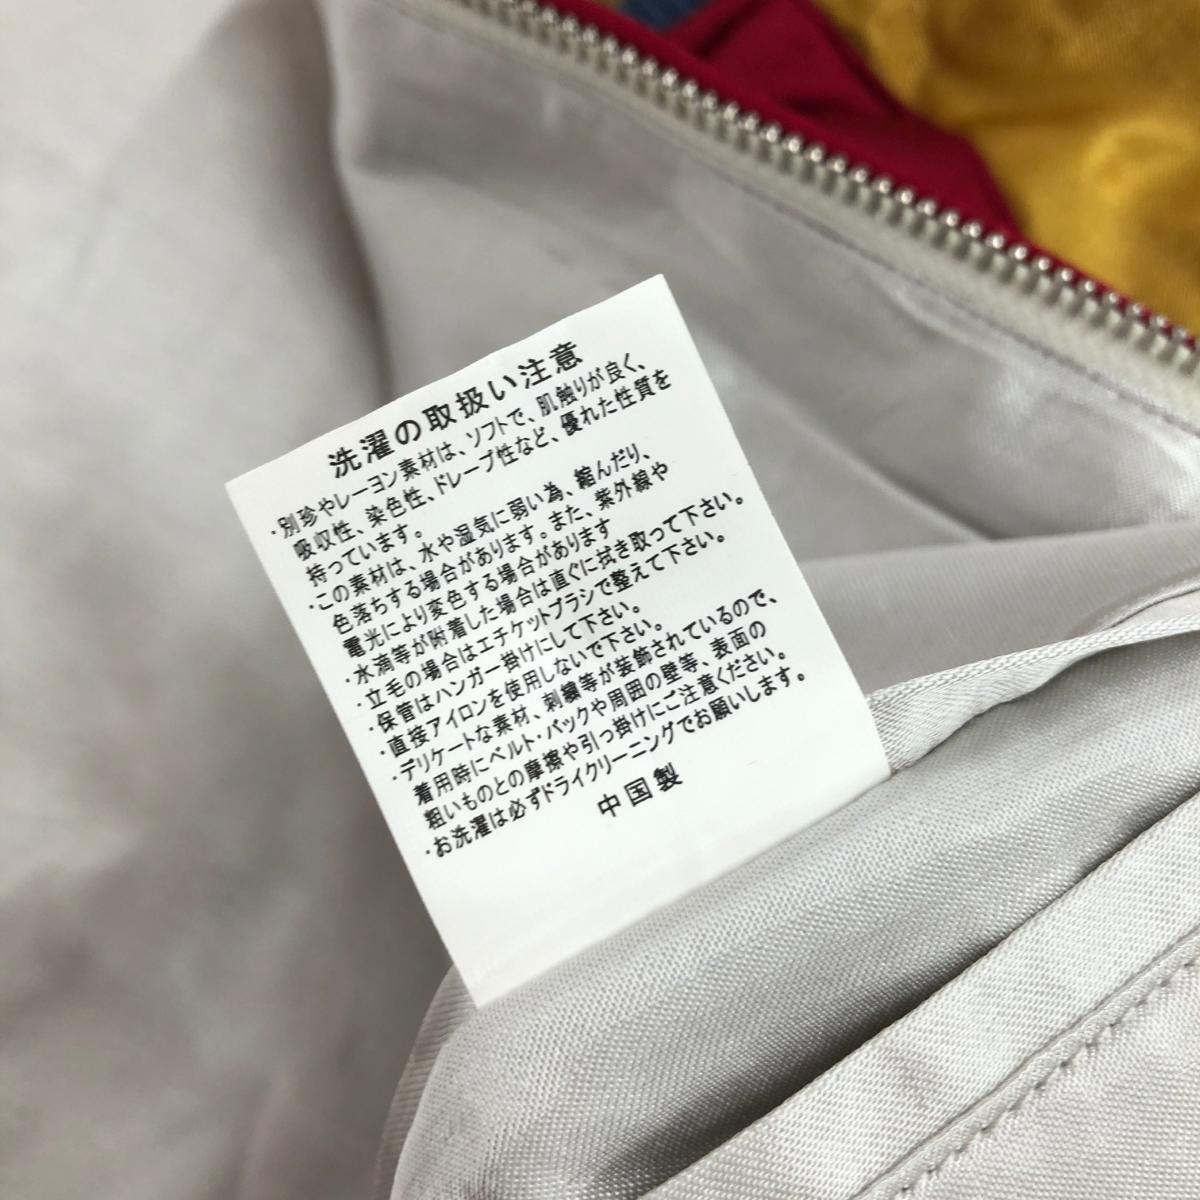 洗濯の取扱い注意
・別珍やレーヨン素材は、ソフトで、肌触りが良く、
吸収性、染色性、ドレープ性など、優れた性質を
持っています。
・この素材は、水や湿気に弱い為、縮んだり、
色落ちする場合があります。また、紫外線や
電光により変色する場合があります
・水滴等が附着した場合は直ぐに拭き取って下さい。
・立毛の場合はエチケットブラシで整えて下さい。
・保管はハンガー掛けにして下さい。
・直接アイロンを使用しないで下さい。
・デリケートな素材、刺繍等が装飾されているので、
着用時にベルト・バックや周囲の壁等、表面の
粗いものとの摩擦や引っ掛けにご注意ください。
・お洗濯は必ずドライクリーニングでお願いします。
中国製